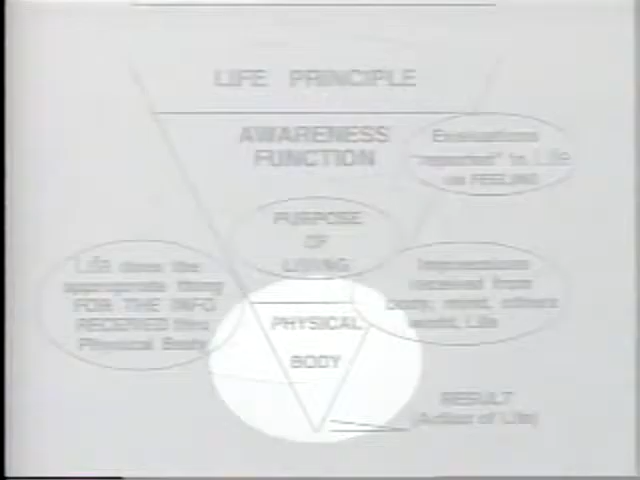 LIFE PRINCIPLE
AWARENESS
FUNCTION
Evaluations
"reported" to Life
as FEELING
PURPOSE
OF
LIVING
Life does the
appropriate thing
FOR THE INFO
RECEIVED thru
Physical Body
Impressions
received from
body, mind, others
world, Life
PHYSICAL
BODY
RESULT
(Action of Life)